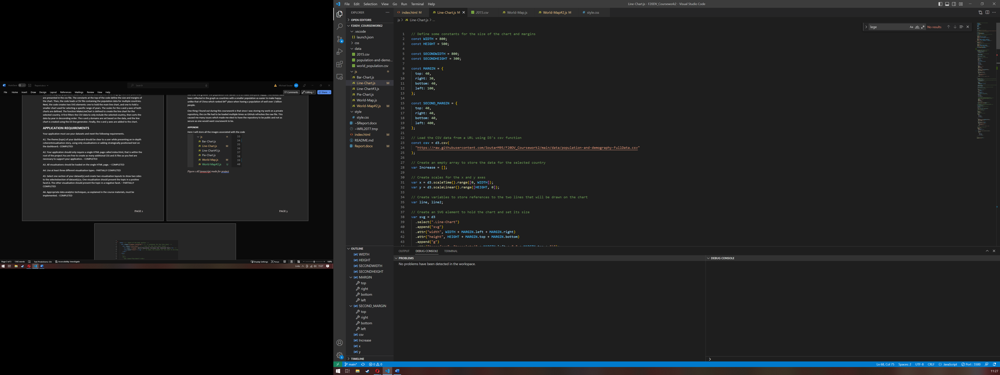 AutoSave Off Report.docx
Search
Michael Soutar MS
File Home Insert Draw Design Layout References Mailings Review View Help
Comments Editing Share
are presented in the csv file. The constants at the top of the code define the size and margins of
the chart. Then, the code loads a CSV file containing the population data for multiple countries.
Next, the code creates two SVG elements: one to hold the main line chart, and one to hold a
smaller chart used for selecting a specific range of years. The scales for the x and y axes of both
charts are defined. The function MakeLineChart is defined to create the line chart for the
selected country. It first filters the CSV data to only include the selected country, then sorts the
data by year in descending order. The x and y domains are set based on the data, and the line
chart is created using the D3 line generator. Finally, the x and y axes are added to the chart.
APPLICATION REQUIREMENTS
Your application must use your datasets and meet the following requirements.
A1. The theme (topic) of your dashboard should be clear to a user while presenting an in-depth
coherentvisualisation story, using only visualisations or adding strategically positioned text on
the dashboard.- COMPLETED
A2. Your application should only require a single HTML page called index.html, that is within the
root of the project.You are free to create as many additional CSS and JS files as you feel are
necessary to support your application. - COMPLETED
A3. All visualisations should be loaded on the single HTML page. – COMPLETED
A4. Use at least three different visualisation types.- PARTIALLY COMPLETED
A5. Select one section of your dataset(s) and create two visualisation layouts to show two sides
to the selectedsection of dataset(s):a. One visualisation should present the topic in a positive
facet.b. The other visualisation should present the topic in a negative facet. – PARTIALLY
COMPLETED
A6. Appropriate data analytics techniques, as explained in the course materials, must be
implemented. - COMPLETED
PAGE 2
been reflected in the graph as countries with a smaller population as easier to make happy
unlike that of China which ranked 84th place when having a population of well over 1 billion
people.
One thing I found out during this coursework is that since I was storing my work on a private
repository, the csv file had to be loaded multiple times as GitHub refreshes the raw file. This
caused me many issues which made me elect to have the repository to be public and not as
secure as one would want coursework to be.
APPENDIX
Here I will store all the images associated with the code
js 33
Bar-Chart.js 34
Line-Chart.js M 35
Line-Chart#3.js 36
Pie-Chart.js 37
World-Map.js M 38
World-Map#2.js U 39
40
Figure 1 All javascript made for project
PAGE 3
Page 3 of 5 1342 words Text Predictions: On Accessibility: Investigate Display Settings Focus 100%
Links 11:27
File Edit Selection View Go Run Terminal Help
Line-Chart.js - F20DV_Coursework2 - Visual Studio Code
EXPLORER
OPEN EDITORS
F20DV_COURSEWORK2
.vscode
launch.json
css
data
2015.csv
population-and-demo...
world_population.csv
js
Bar-Chart.js
Line-Chart.js M
Line-Chart#3.js
Pie-Chart.js
World-Map.js
World-Map#2.js M
style
style.css
~$Report.docx
~WRL2077.tmp
index.html M
README.md
Report.docx M
4
1
OUTLINE
WIDTH
HEIGHT
SECONDWIDTH
SECONDHEIGHT
MARGIN
top
right
bottom
left
SECOND_MARGIN
top
right
bottom
left
csv
Increase
x
y
TIMELINE
index.html M Line-Chart.js M 2015.csv World-Map.js World-Map#2.js M style.css
js > Line-Chart.js > ...
lege Aa ab No results
1 // Define some constants for the size of the chart and margins
2 const WIDTH = 800;
3 const HEIGHT = 500;
4
5 const SECONDWIDTH = 800;
6 const SECONDHEIGHT = 300;
7
8 const MARGIN = {
9 top: 40,
10 right: 30,
11 bottom: 40,
12 left: 100,
13 };
14
15 const SECOND_MARGIN = {
16 top: 40,
17 right: 40,
18 bottom: 40,
19 left: 400,
20 };
21
22 // Load the CSV data from a URL using D3's csv function
23 const csv = d3.csv(
24 "https://raw.githubusercontent.com/SoutarM95/F20DV_Coursework2/main/data/population-and-demography-FullData.csv"
25 );
26
27 // Create an empty array to store the data for the selected country
28 var Increase = [];
29
30 // Create scales for the x and y axes
31 var x = d3.scaleTime().range([0, WIDTH]);
32 var y = d3.scaleLinear().range([HEIGHT, 0]);
33
34 // Create variables to store references to the two lines that will be drawn on the chart
35 var line, line2;
36
37 // Create an SVG element to hold the chart and set its size
38 var svg = d3
39 .select(".Line-Chart")
40 .append("svg")
41 .attr("width", WIDTH + MARGIN.left + MARGIN.right)
42 .attr("height", HEIGHT + MARGIN.top + MARGIN.bottom)
43 .append("g")
OUTPUT DEBUG CONSOLE TERMINAL
PROBLEMS
No problems have been detected in the workspace.
DEBUG CONSOLE
main* 0 0
Ln 68, Col 75 Spaces: 2 UTF-8 CRLF {} JavaScript Port : 5500
11:27